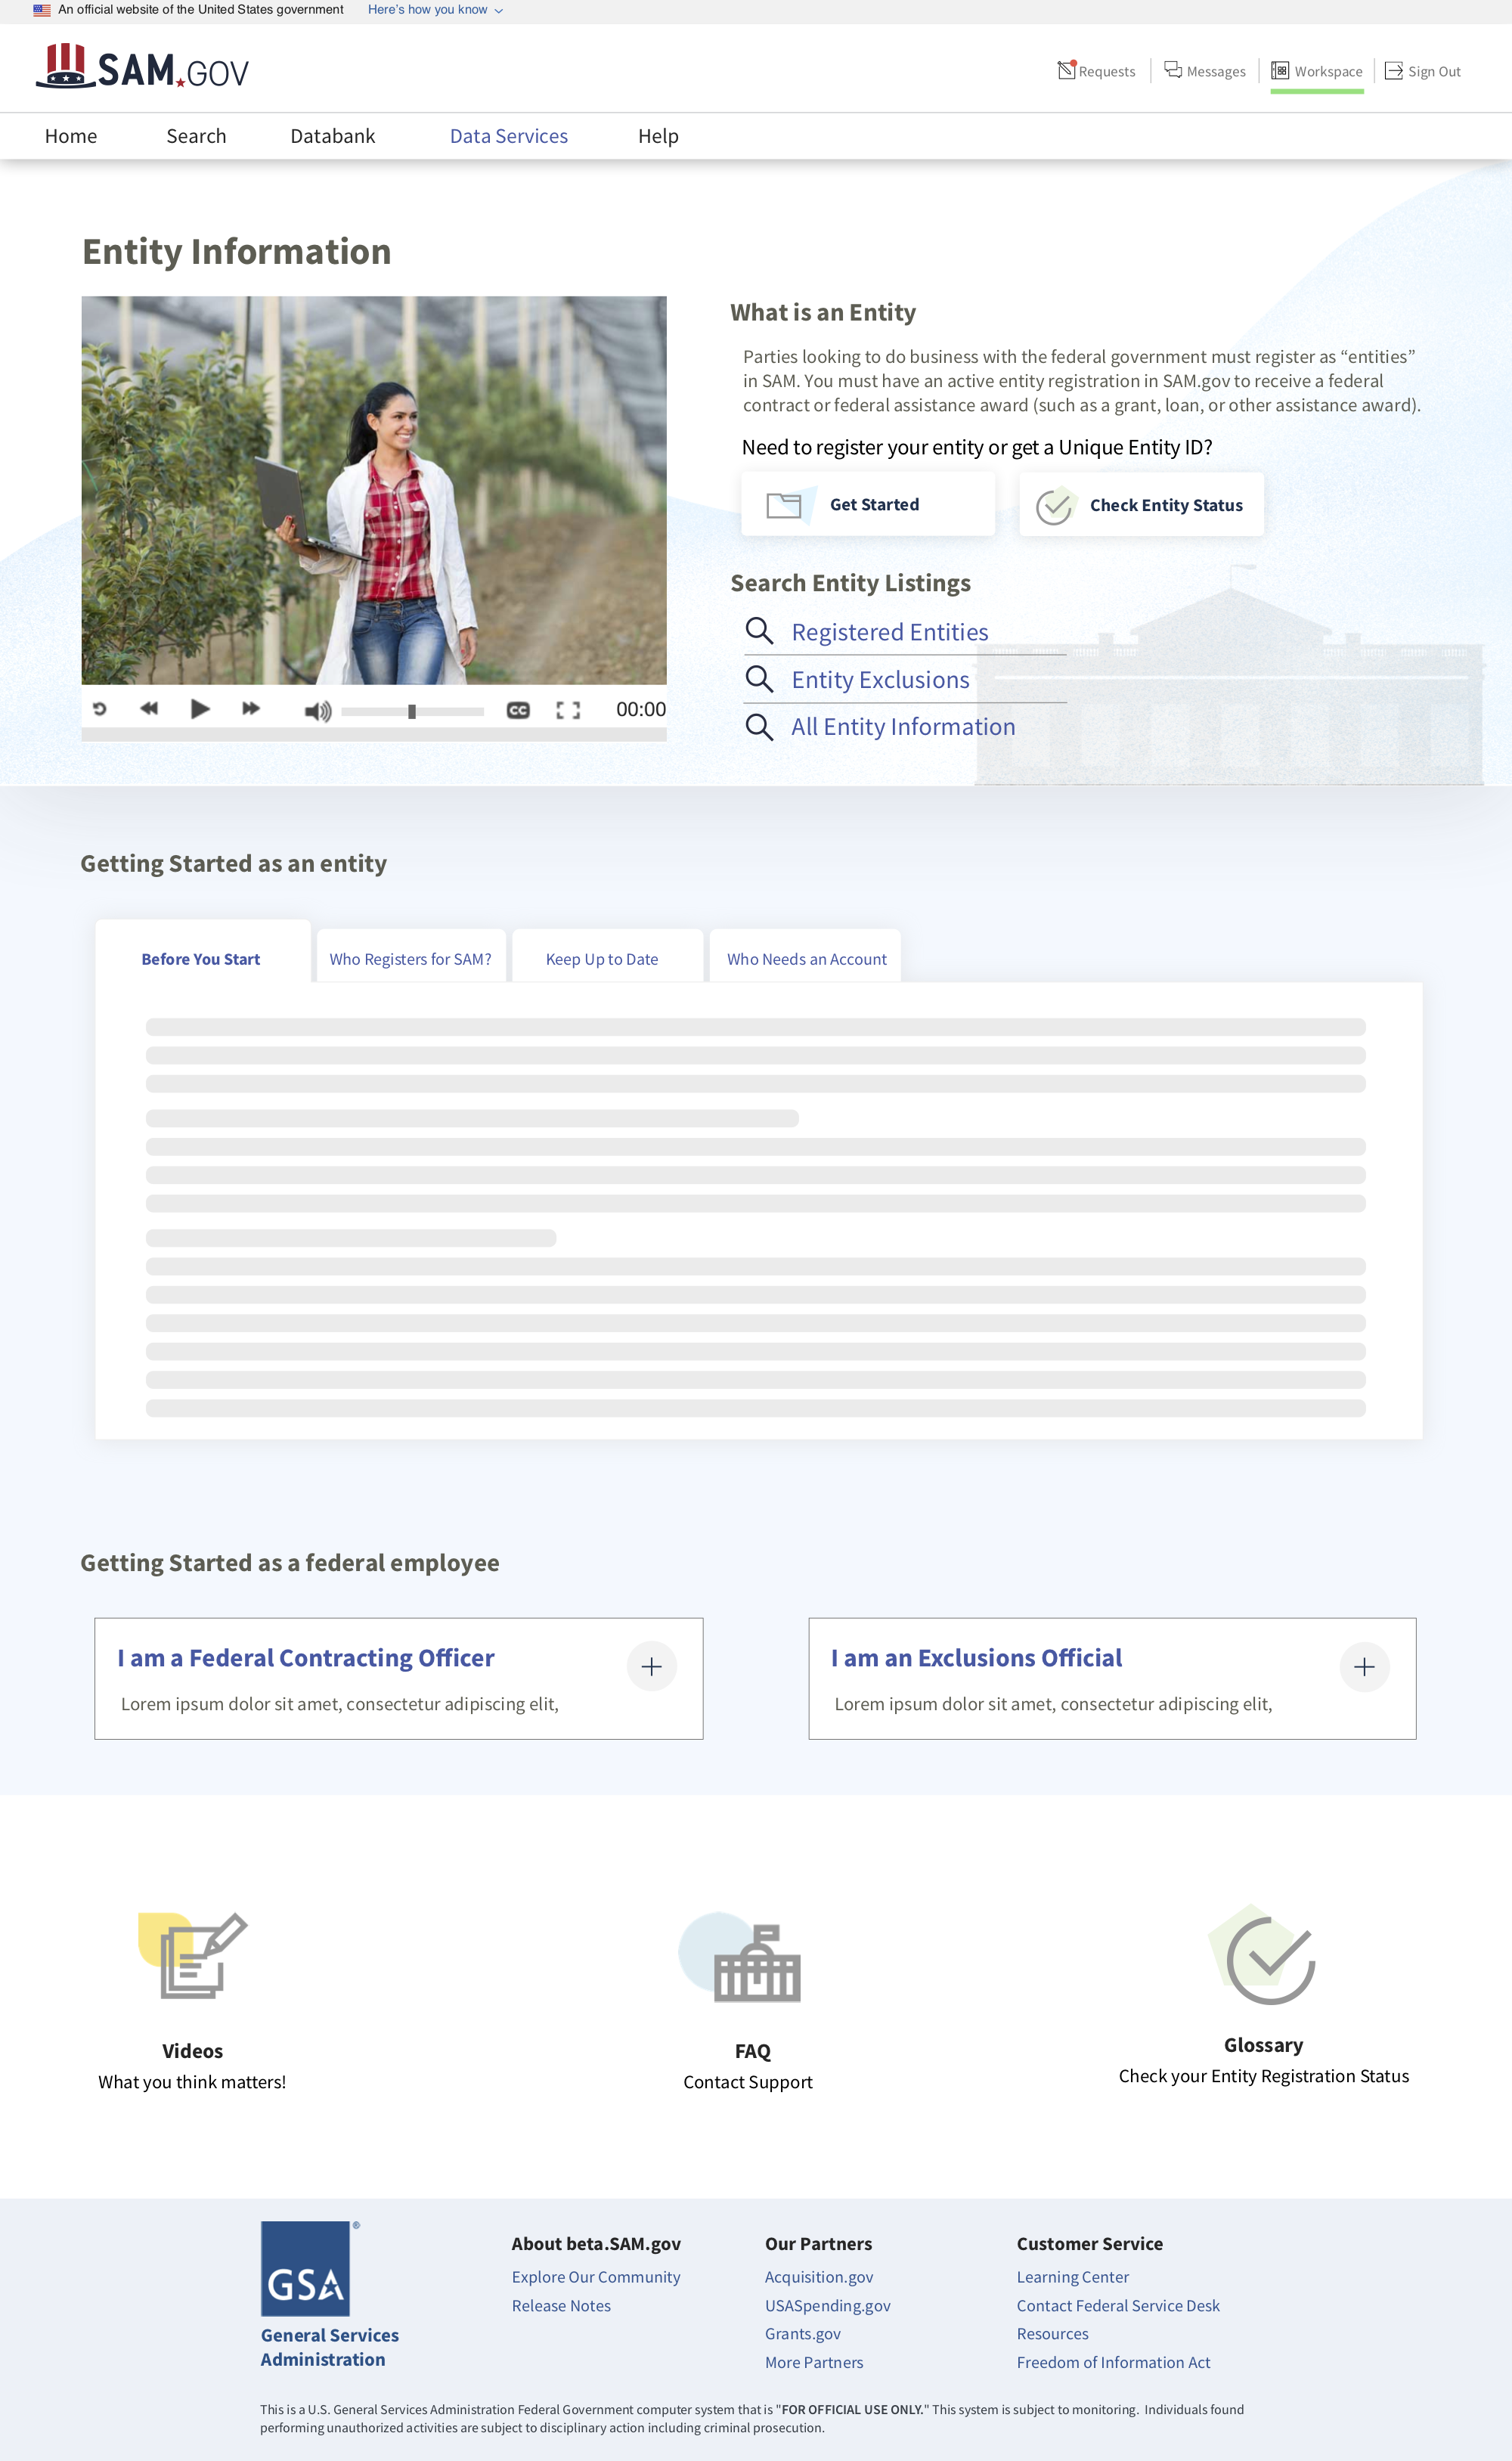 An official website of the United States government Here's how you know
SAM.GOV
Requests Messages Workspace Sign Out
Home Search Databank Data Services Help
Entity Information
What is an Entity
Parties looking to do business with the federal government must register as “entities”
in SAM. You must have an active entity registration in SAM.gov to receive a federal
contract or federal assistance award (such as a grant, loan, or other assistance award).
Need to register your entity or get a Unique Entity ID?
Get Started Check Entity Status
Search Entity Listings
Registered Entities
Entity Exclusions
All Entity Information
CC 00:00
Getting Started as an entity
Before You Start Who Registers for SAM? Keep Up to Date Who Needs an Account
Getting Started as a federal employee
I am a Federal Contracting Officer
Lorem ipsum dolor sit amet, consectetur adipiscing elit,
I am an Exclusions Official
Lorem ipsum dolor sit amet, consectetur adipiscing elit,
Videos
What you think matters!
FAQ
Contact Support
Glossary
Check your Entity Registration Status
GSA ®
General Services
Administration
About beta.SAM.gov
Explore Our Community
Release Notes
Our Partners
Acquisition.gov
USASpending.gov
Grants.gov
More Partners
Customer Service
Learning Center
Contact Federal Service Desk
Resources
Freedom of Information Act
This is a U.S. General Services Administration Federal Government computer system that is "FOR OFFICIAL USE ONLY." This system is subject to monitoring. Individuals found
performing unauthorized activities are subject to disciplinary action including criminal prosecution.